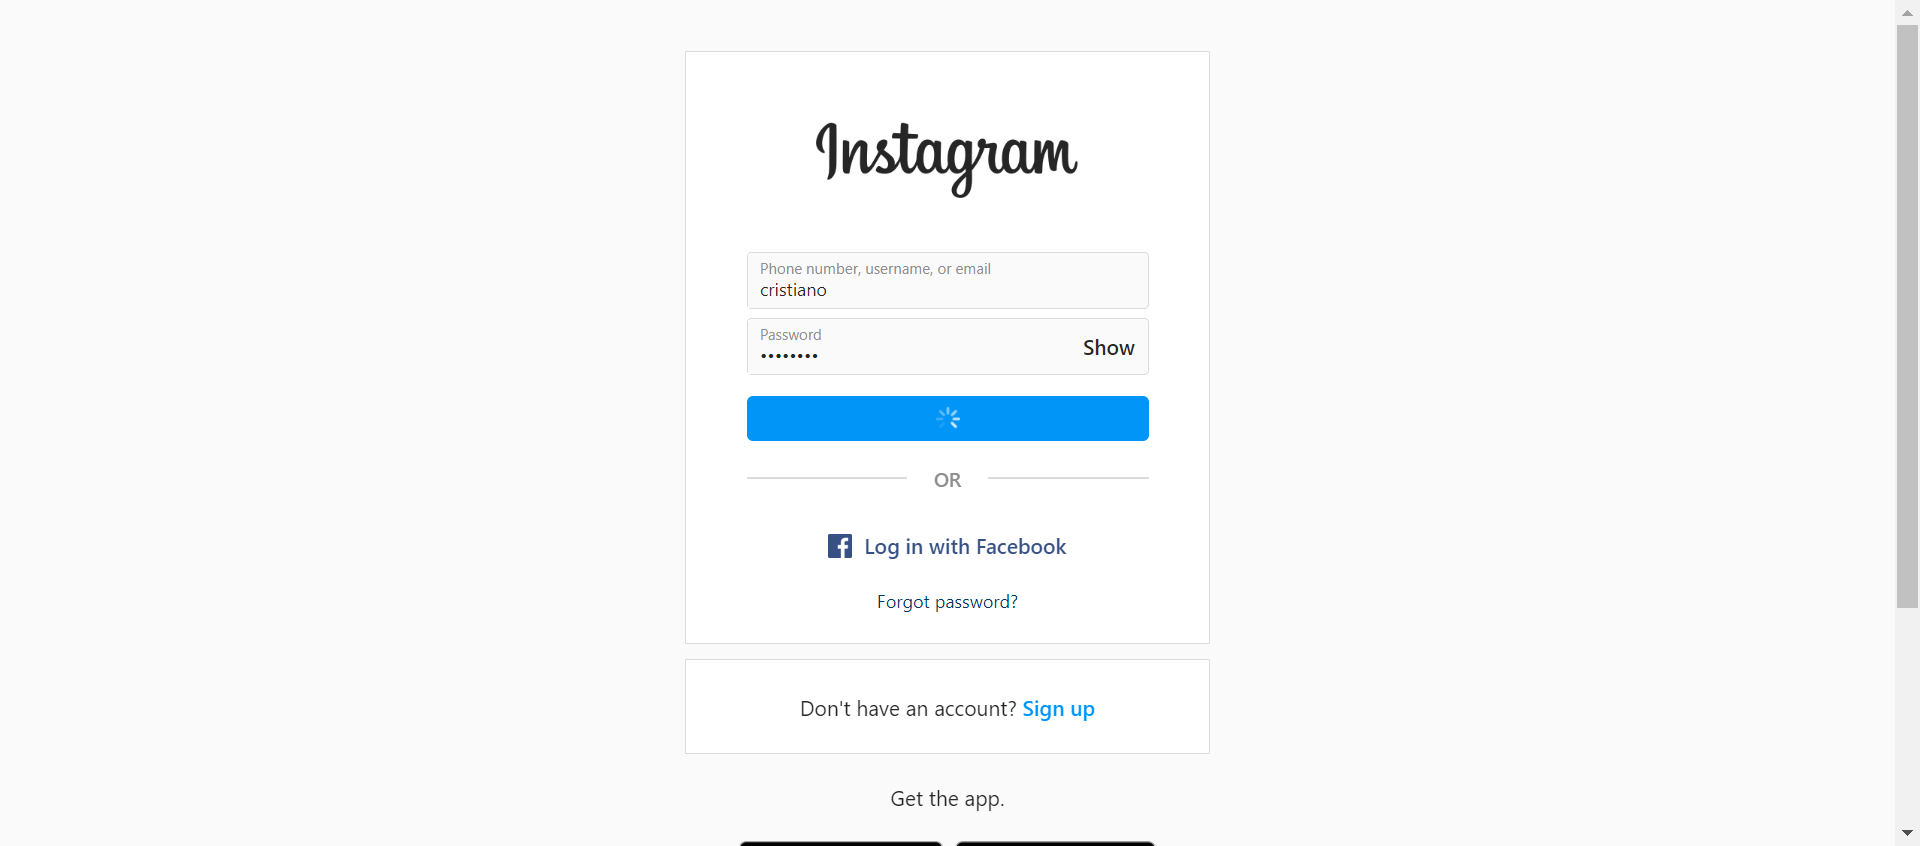 Instagram
Phone number, username, or email
cristiano
Password
••••••••
Show
OR
Log in with Facebook
Forgot password?
Don't have an account? Sign up
Get the app.